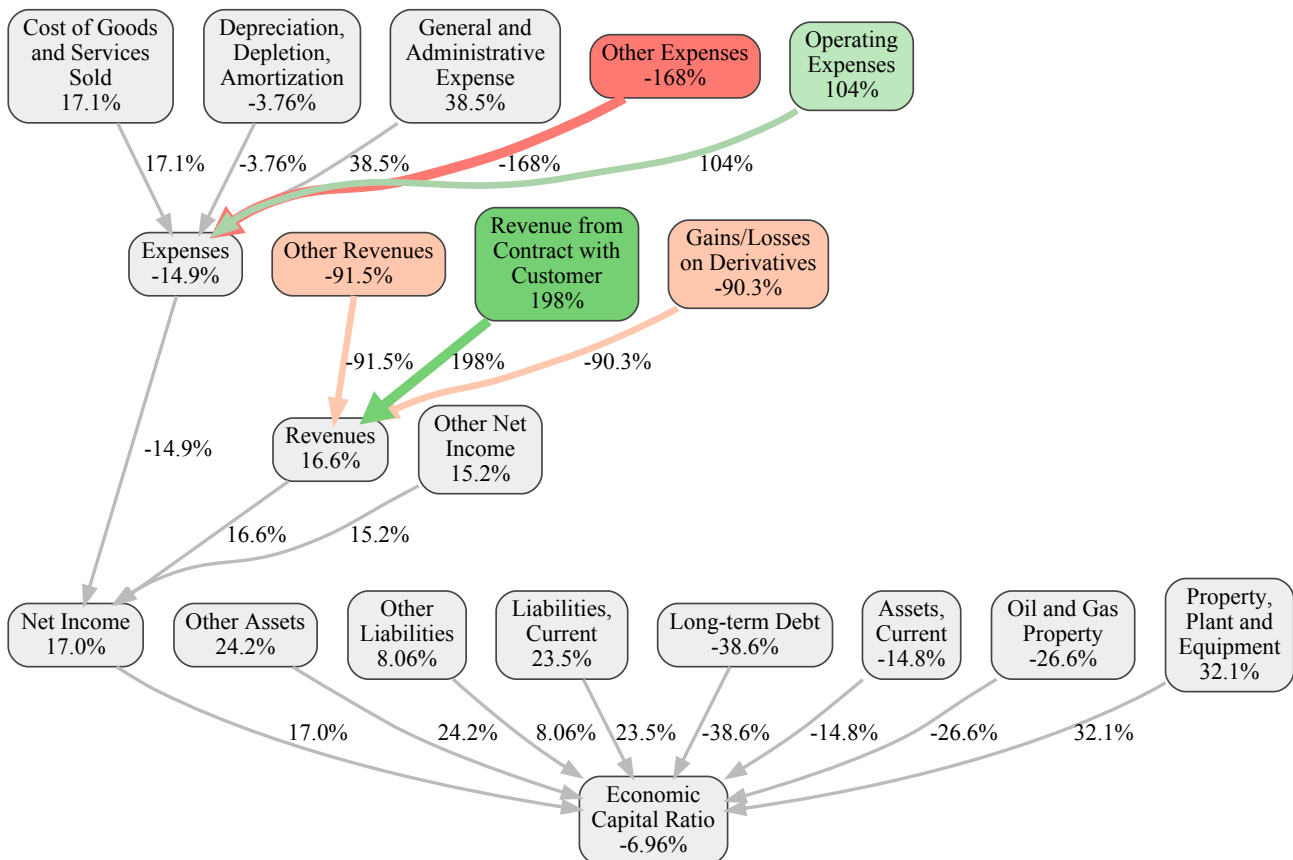 Cost of Goods
and Services
Sold
17.1%
Depreciation,
Depletion,
Amortization
-3.76%
General and
Administrative
Expense
38.5%
Other Expenses
-168%
Operating
Expenses
104%
17.1%
-3.76%
38.5%
-168%
104%
Expenses
-14.9%
Other Revenues
-91.5%
Revenue from
Contract with
Customer
198%
Gains/Losses
on Derivatives
-90.3%
-91.5%
198%
-90.3%
-14.9%
Revenues
16.6%
Other Net
Income
15.2%
16.6%
15.2%
Net Income
17.0%
Other Assets
24.2%
Other
Liabilities
8.06%
Liabilities,
Current
23.5%
Long-term Debt
-38.6%
Assets,
Current
-14.8%
Oil and Gas
Property
-26.6%
Property,
Plant and
Equipment
32.1%
17.0%
24.2%
8.06%
23.5%
-38.6%
-14.8%
-26.6%
32.1%
Economic
Capital Ratio
-6.96%